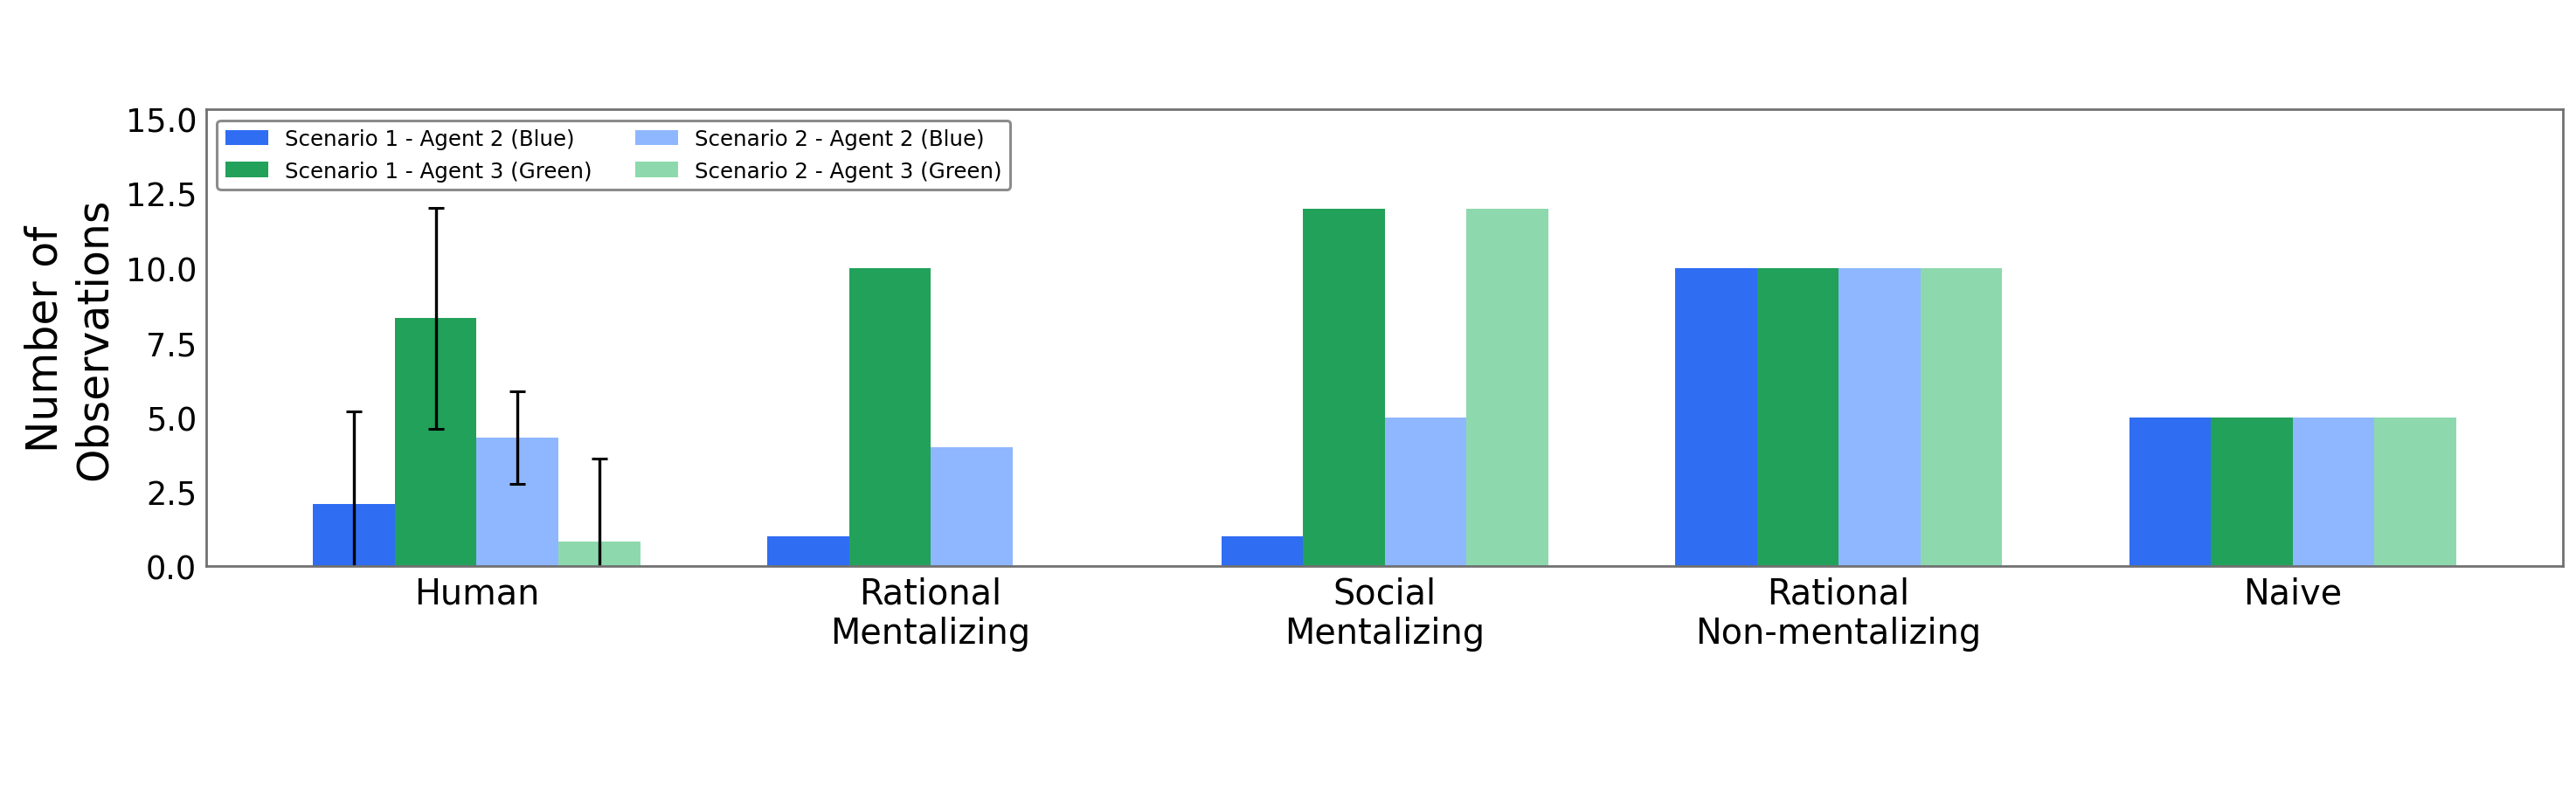 Number of
Observations
15.0
12.5
10.0
7.5
5.0
2.5
0.0
Scenario 1 - Agent 2 (Blue)
Scenario 1 - Agent 3 (Green)
Scenario 2 - Agent 2 (Blue)
Scenario 2 - Agent 3 (Green)
Human
Rational
Mentalizing
Social
Mentalizing
Rational
Non-mentalizing
Naive